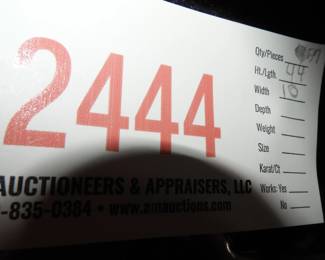 2444
Qty/Pieces
Ht./Lgth 44
Width 10
Depth
Weight
Size
Karat/Ct
AUCTIONEERS & APPRAISERS, LLC
-835-0384 • www.amauctions.com
Works: Yes
No